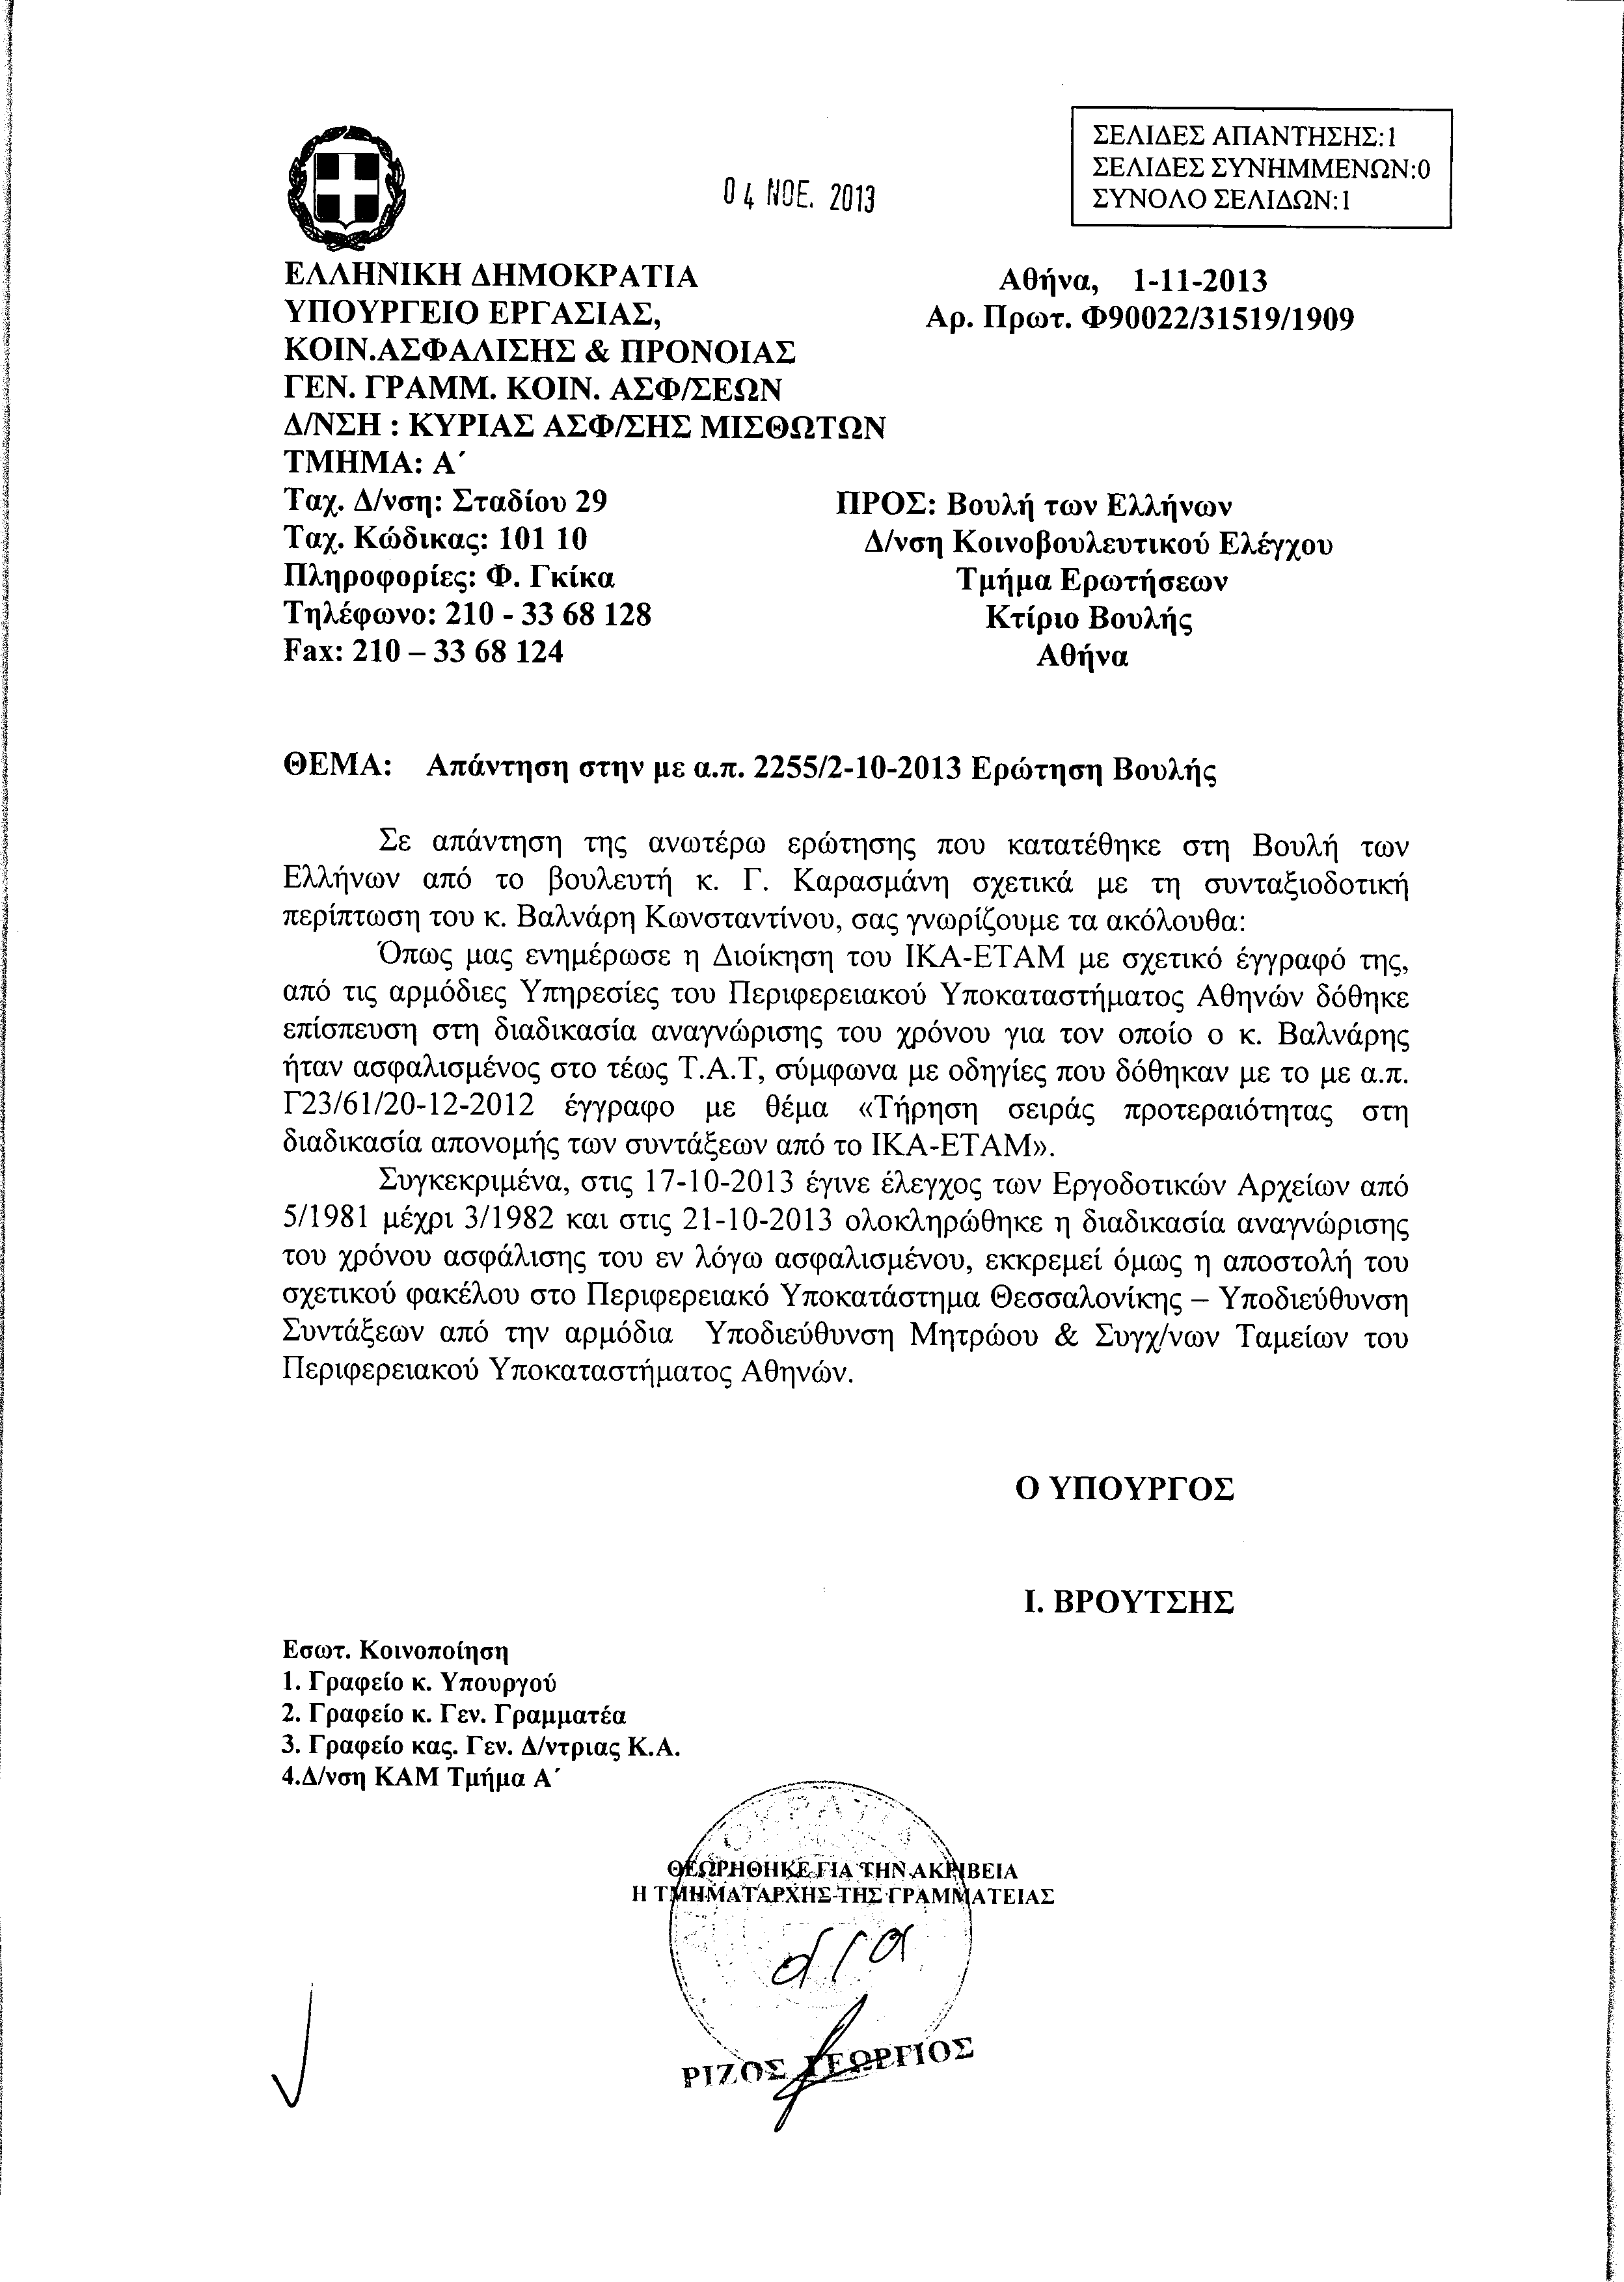 ΣΕΛΙΔΕΣ ΑΠΑΝΤΗΣΗΣ:1
ΣΕΛΙΔΕΣ ΣΥΝΗΜΜΕΝΩΝ:0
ΣΥΝΟΛΟ ΣΕΛΙΔΩΝ:1
04 ΝΟΕ. 2013
ΕΛΛΗΝΙΚΗ ΔΗΜΟΚΡΑΤΙΑ
ΥΠΟΥΡΓΕΙΟ ΕΡΓΑΣΙΑΣ,
ΚΟΙΝ.ΑΣΦΑΛΙΣΗΣ & ΠΡΟΝΟΙΑΣ
ΓΕΝ. ΓΡΑΜΜ. ΚΟΙΝ. ΑΣΦ/ΣΕΩΝ
Δ/ΝΣΗ : ΚΥΡΙΑΣ ΑΣΦ/ΣΗΣ ΜΙΣΘΩΤΩΝ
ΤΜΗΜΑ: Α΄
Ταχ. Δ/νση: Σταδίου 29
Ταχ. Κώδικας: 101 10
Πληροφορίες: Φ. Γκίκα
Τηλέφωνο: 210 - 33 68 128
Fax: 210 – 33 68 124
Αθήνα, 1-11-2013
Αρ. Πρωτ. Φ90022/31519/1909
ΠΡΟΣ: Βουλή των Ελλήνων
Δ/νση Κοινοβουλευτικού Ελέγχου
Τμήμα Ερωτήσεων
Κτίριο Βουλής
Αθήνα
ΘΕΜΑ: Απάντηση στην με α.π. 2255/2-10-2013 Ερώτηση Βουλής
Σε απάντηση της ανωτέρω ερώτησης που κατατέθηκε στη Βουλή των
Ελλήνων από το βουλευτή κ. Γ. Καρασμάνη σχετικά με τη συνταξιοδοτική
περίπτωση του κ. Βαλνάρη Κωνσταντίνου, σας γνωρίζουμε τα ακόλουθα:
Όπως μας ενημέρωσε η Διοίκηση του ΙΚΑ-ΕΤΑΜ με σχετικό έγγραφό της,
από τις αρμόδιες Υπηρεσίες του Περιφερειακού Υποκαταστήματος Αθηνών δόθηκε
επίσπευση στη διαδικασία αναγνώρισης του χρόνου για τον οποίο ο κ. Βαλνάρης
ήταν ασφαλισμένος στο τέως Τ.Α.Τ, σύμφωνα με οδηγίες που δόθηκαν με το με α.π.
Γ23/61/20-12-2012 έγγραφο με θέμα «Τήρηση σειράς προτεραιότητας στη
διαδικασία απονομής των συντάξεων από το ΙΚΑ-ΕΤΑΜ».
Συγκεκριμένα, στις 17-10-2013 έγινε έλεγχος των Εργοδοτικών Αρχείων από
5/1981 μέχρι 3/1982 και στις 21-10-2013 ολοκληρώθηκε η διαδικασία αναγνώρισης
του χρόνου ασφάλισης του εν λόγω ασφαλισμένου, εκκρεμεί όμως η αποστολή του
σχετικού φακέλου στο Περιφερειακό Υποκατάστημα Θεσσαλονίκης – Υποδιεύθυνση
Συντάξεων από την αρμόδια Υποδιεύθυνση Μητρώου & Συγχ/νων Ταμείων του
Περιφερειακού Υποκαταστήματος Αθηνών.
Ο ΥΠΟΥΡΓΟΣ
Ι. ΒΡΟΥΤΣΗΣ
Εσωτ. Κοινοποίηση
1. Γραφείο κ. Υπουργού
2. Γραφείο κ. Γεν. Γραμματέα
3. Γραφείο κας. Γεν. Δ/ντριας Κ.Α.
4.Δ/νση ΚΑΜ Τμήμα Α΄
ΘΕΩΡΗΘΗΚΕ ΓΙΑ ΤΗΝ ΑΚΡΙΒΕΙΑ
Η ΤΜΗΜΑΤΑΡΧΗΣ ΤΗΣ ΓΡΑΜΜΑΤΕΙΑΣ
δια
ΡΙΖΟΣ ΓΕΩΡΓΙΟΣ